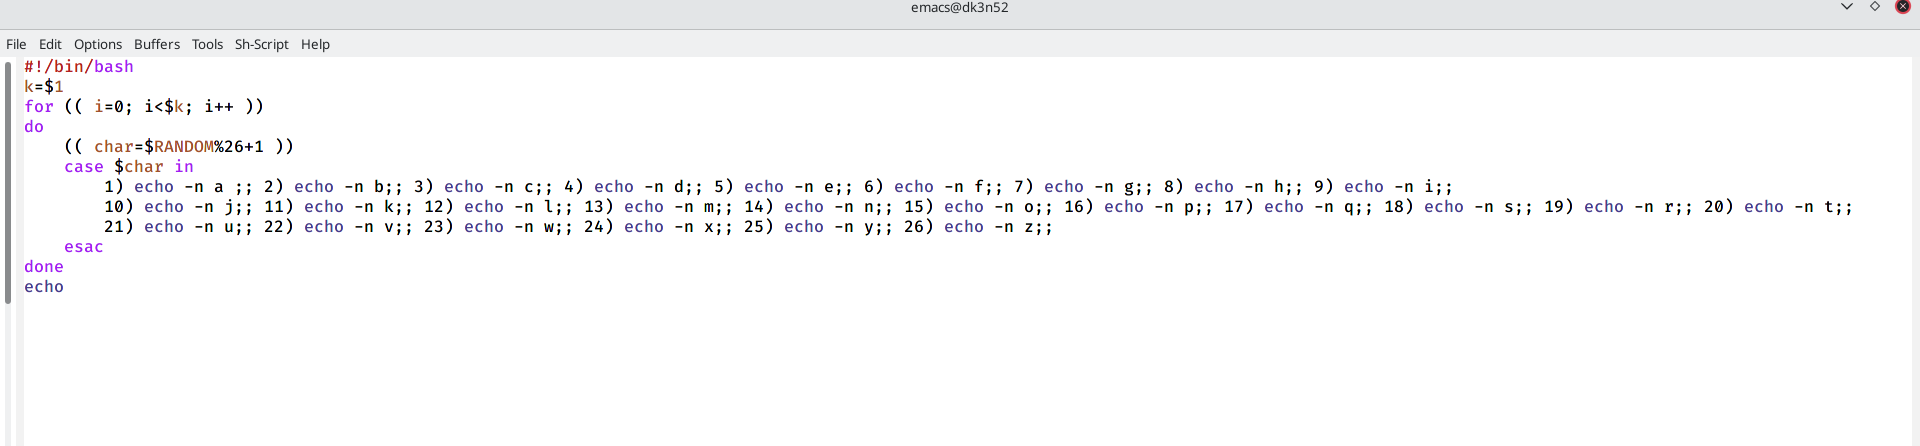 emacs@dk3n52
File Edit Options Buffers Tools Sh-Script Help
#!/bin/bash
k=$1
for (( i=0; i<$k; i++ ))
do
    (( char=$RANDOM%26+1 ))
    case $char in
        1) echo -n a ;; 2) echo -n b;; 3) echo -n c;; 4) echo -n d;; 5) echo -n e;; 6) echo -n f;; 7) echo -n g;; 8) echo -n h;; 9) echo -n i;;
        10) echo -n j;; 11) echo -n k;; 12) echo -n l;; 13) echo -n m;; 14) echo -n n;; 15) echo -n o;; 16) echo -n p;; 17) echo -n q;; 18) echo -n s;; 19) echo -n r;; 20) echo -n t;;
        21) echo -n u;; 22) echo -n v;; 23) echo -n w;; 24) echo -n x;; 25) echo -n y;; 26) echo -n z;;
    esac
done
echo